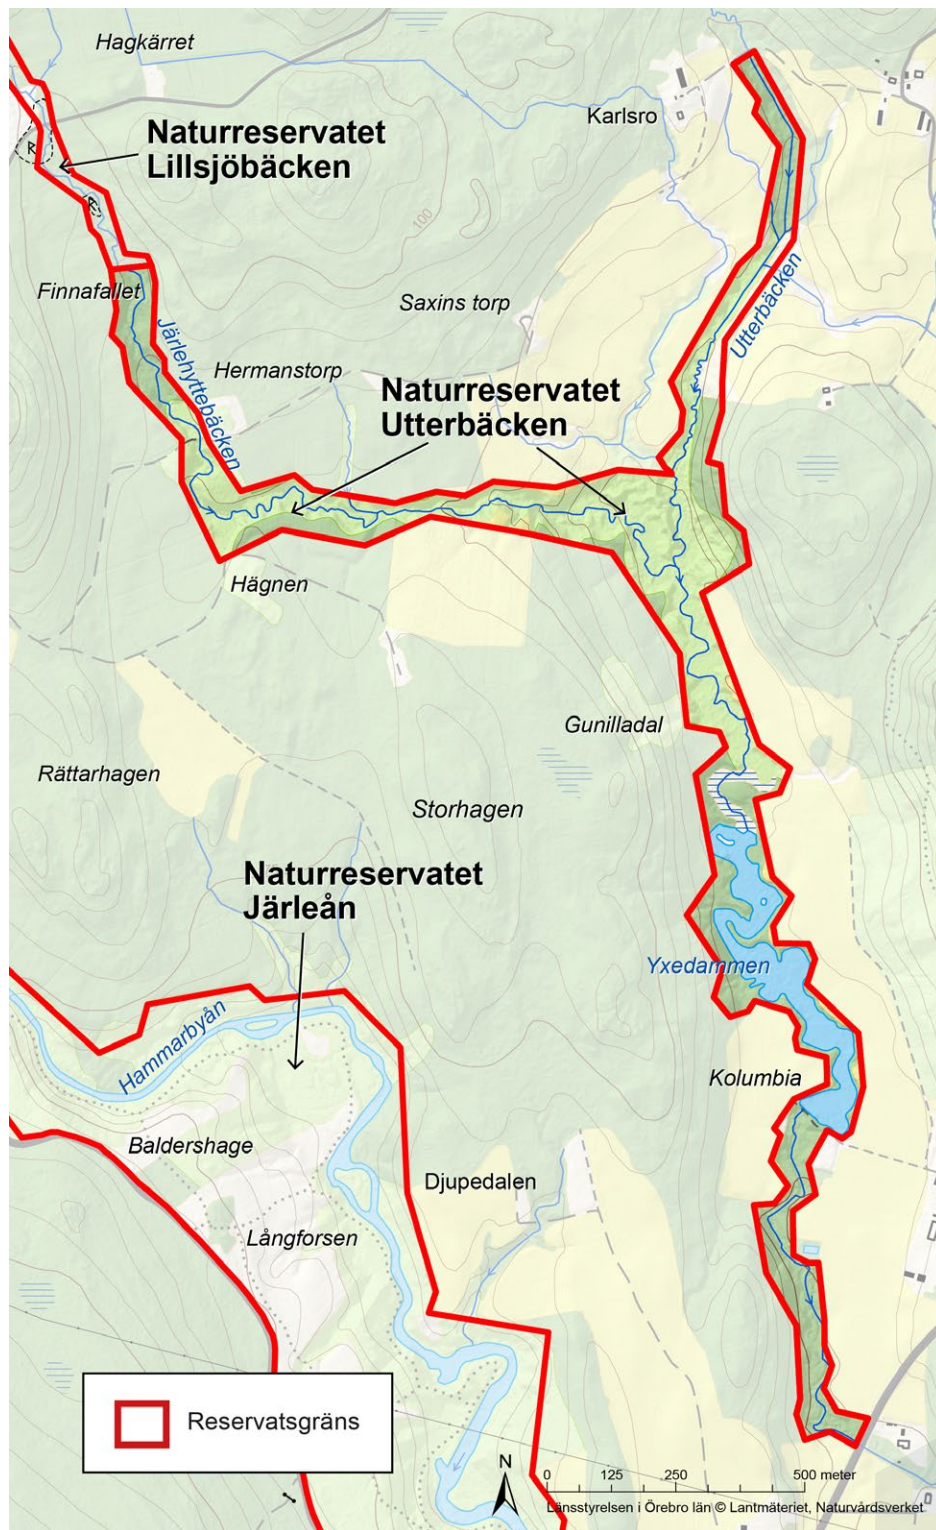 Hagkärret
Karlsro
Naturreservatet
Lillsjöbäcken
R
R
100
Finnafallet
Järlehyttebäcken
Saxins torp
Utterbäcken
Hermanstorp
Naturreservatet
Utterbäcken
Hägnen
Gunilladal
Rättarhagen
Storhagen
Naturreservatet
Järleån
Yxedammen
Hammarbyån
Kolumbia
Baldershage
Djupedalen
Långforsen
Reservatsgräns
N
0 125 250 500 meter
Länsstyrelsen i Örebro län © Lantmäteriet, Naturvårdsverket